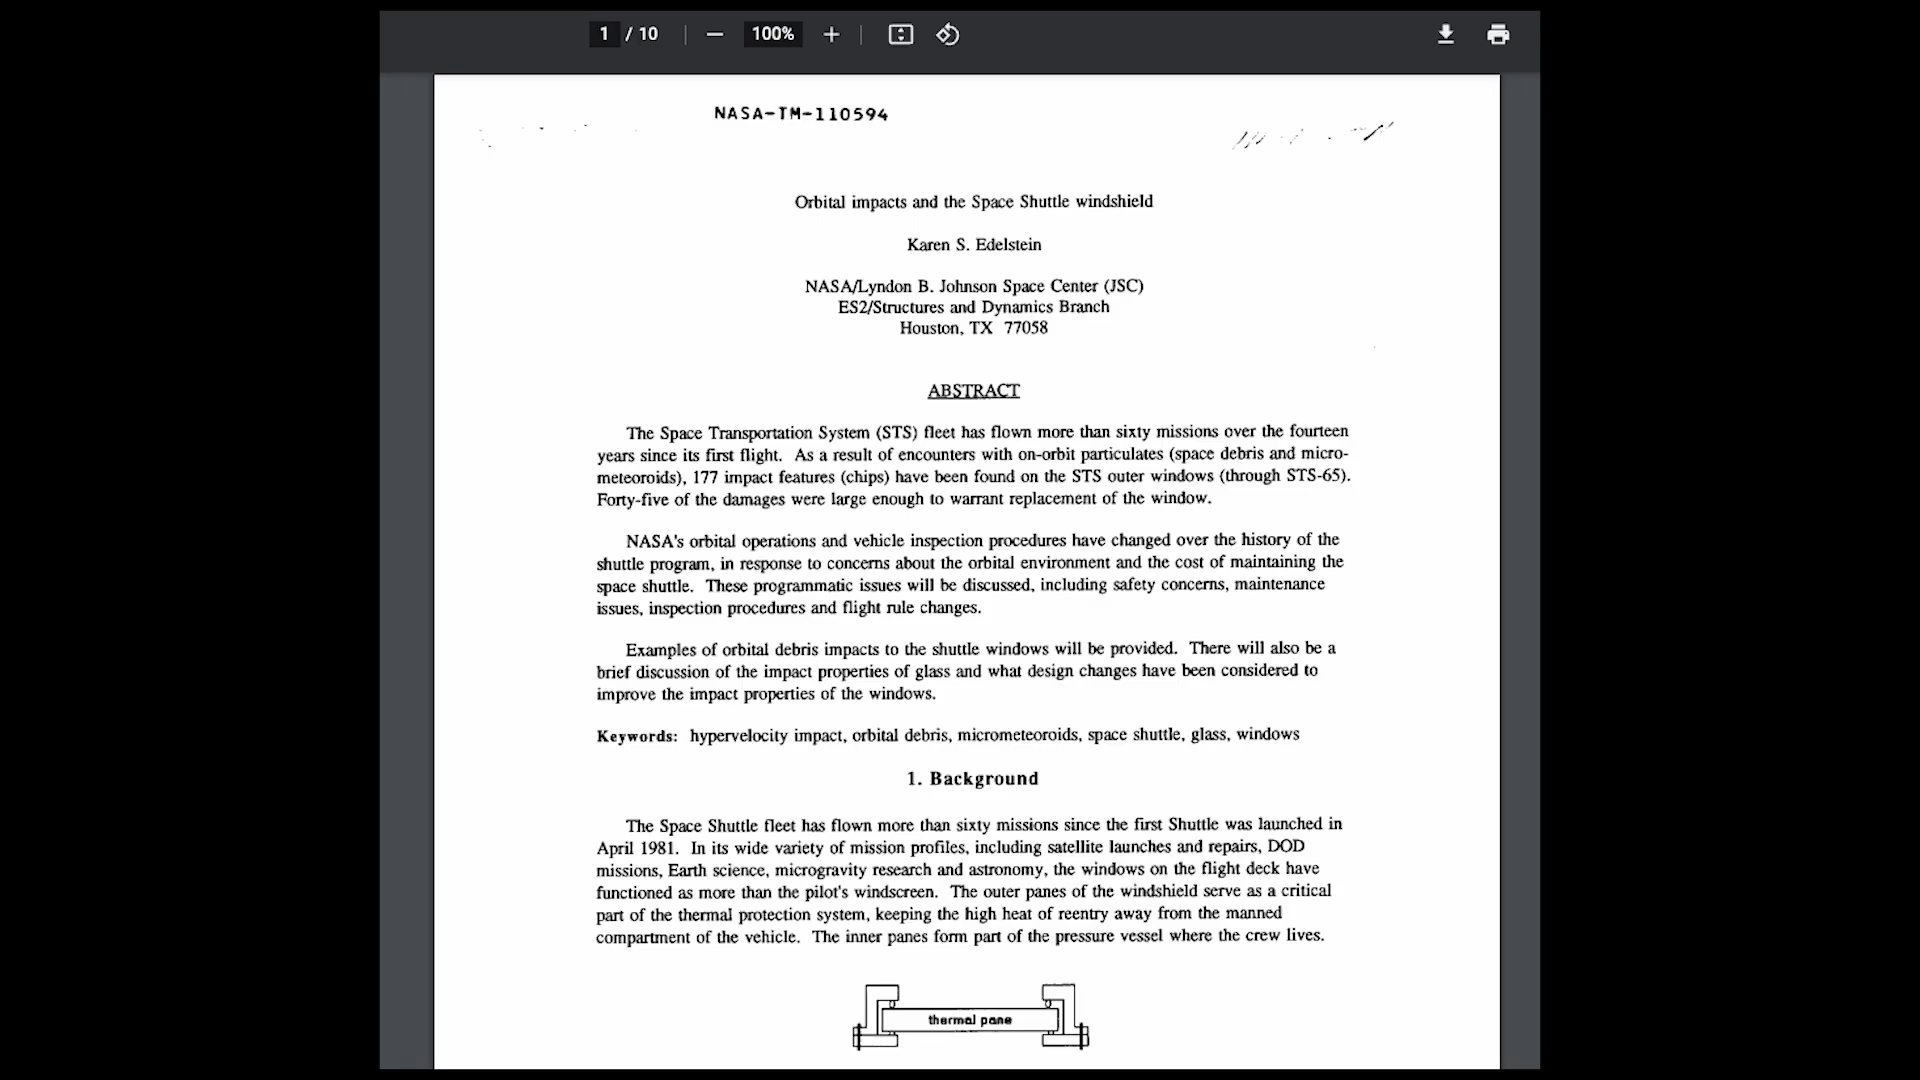 1 / 10 100%
NASA-TM-110594
Orbital impacts and the Space Shuttle windshield
Karen S. Edelstein
NASA/Lyndon B. Johnson Space Center (JSC)
ES2/Structures and Dynamics Branch
Houston, TX 77058
ABSTRACT
The Space Transportation System (STS) fleet has flown more than sixty missions over the fourteen
years since its first flight. As a result of encounters with on-orbit particulates (space debris and micro-
meteoroids), 177 impact features (chips) have been found on the STS outer windows (through STS-65).
Forty-five of the damages were large enough to warrant replacement of the window.
NASA's orbital operations and vehicle inspection procedures have changed over the history of the
shuttle program, in response to concerns about the orbital environment and the cost of maintaining the
space shuttle. These programmatic issues will be discussed, including safety concerns, maintenance
issues, inspection procedures and flight rule changes.
Examples of orbital debris impacts to the shuttle windows will be provided. There will also be a
brief discussion of the impact properties of glass and what design changes have been considered to
improve the impact properties of the windows.
Keywords: hypervelocity impact, orbital debris, micrometeoroids, space shuttle, glass, windows
1. Background
The Space Shuttle fleet has flown more than sixty missions since the first Shuttle was launched in
April 1981. In its wide variety of mission profiles, including satellite launches and repairs, DOD
missions, Earth science, microgravity research and astronomy, the windows on the flight deck have
functioned as more than the pilot's windscreen. The outer panes of the windshield serve as a critical
part of the thermal protection system, keeping the high heat of reentry away from the manned
compartment of the vehicle. The inner panes form part of the pressure vessel where the crew lives.
thermal pane